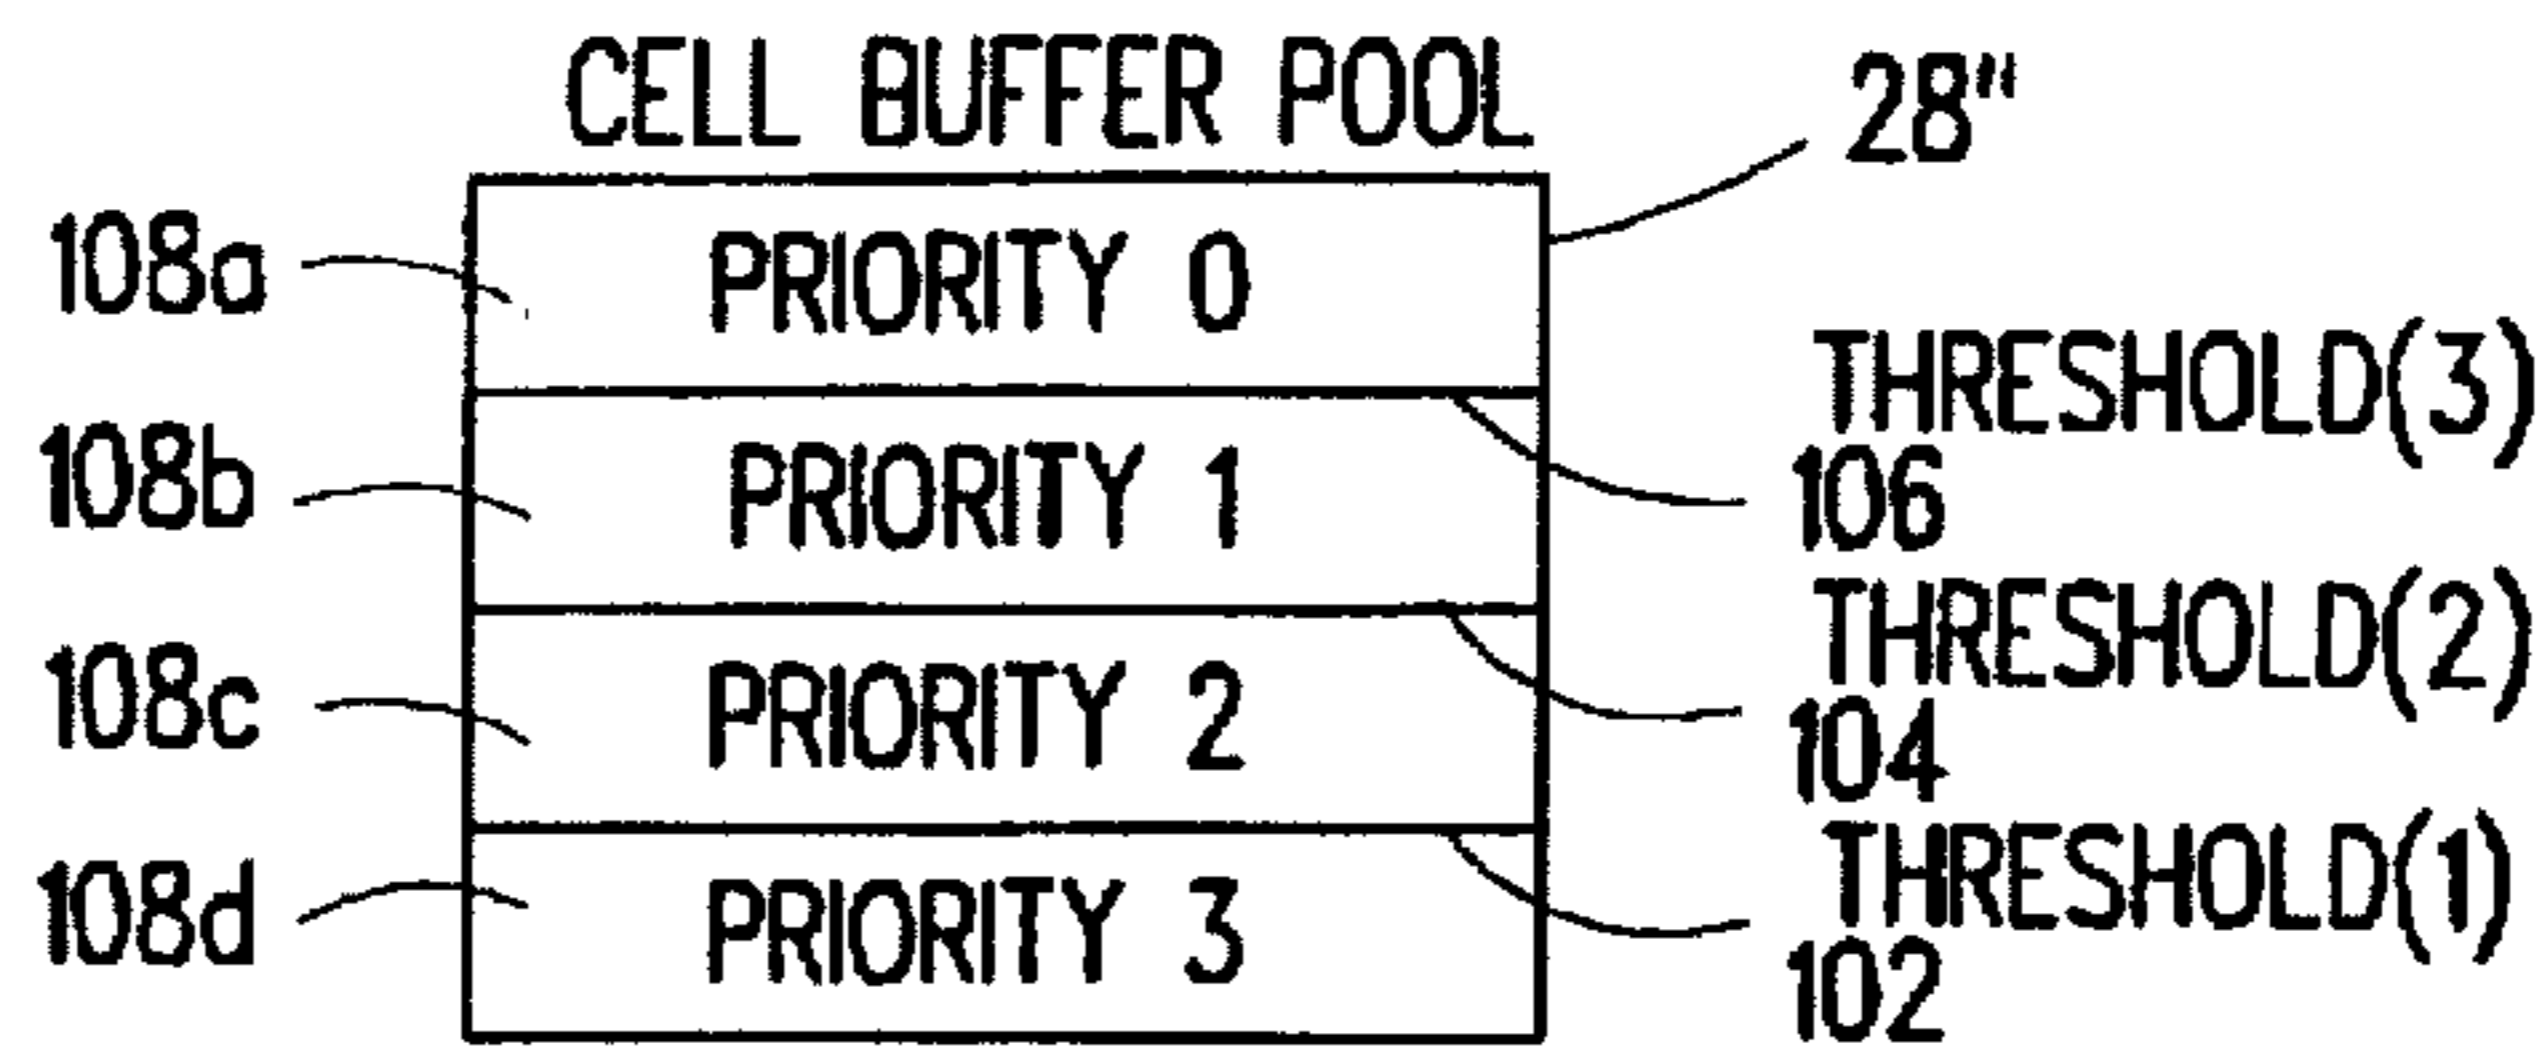 CELL BUFFER POOL
28"
108a
PRIORITY 0
THRESHOLD(3)
106
108b
PRIORITY 1
THRESHOLD(2)
104
108c
PRIORITY 2
THRESHOLD(1)
102
108d
PRIORITY 3